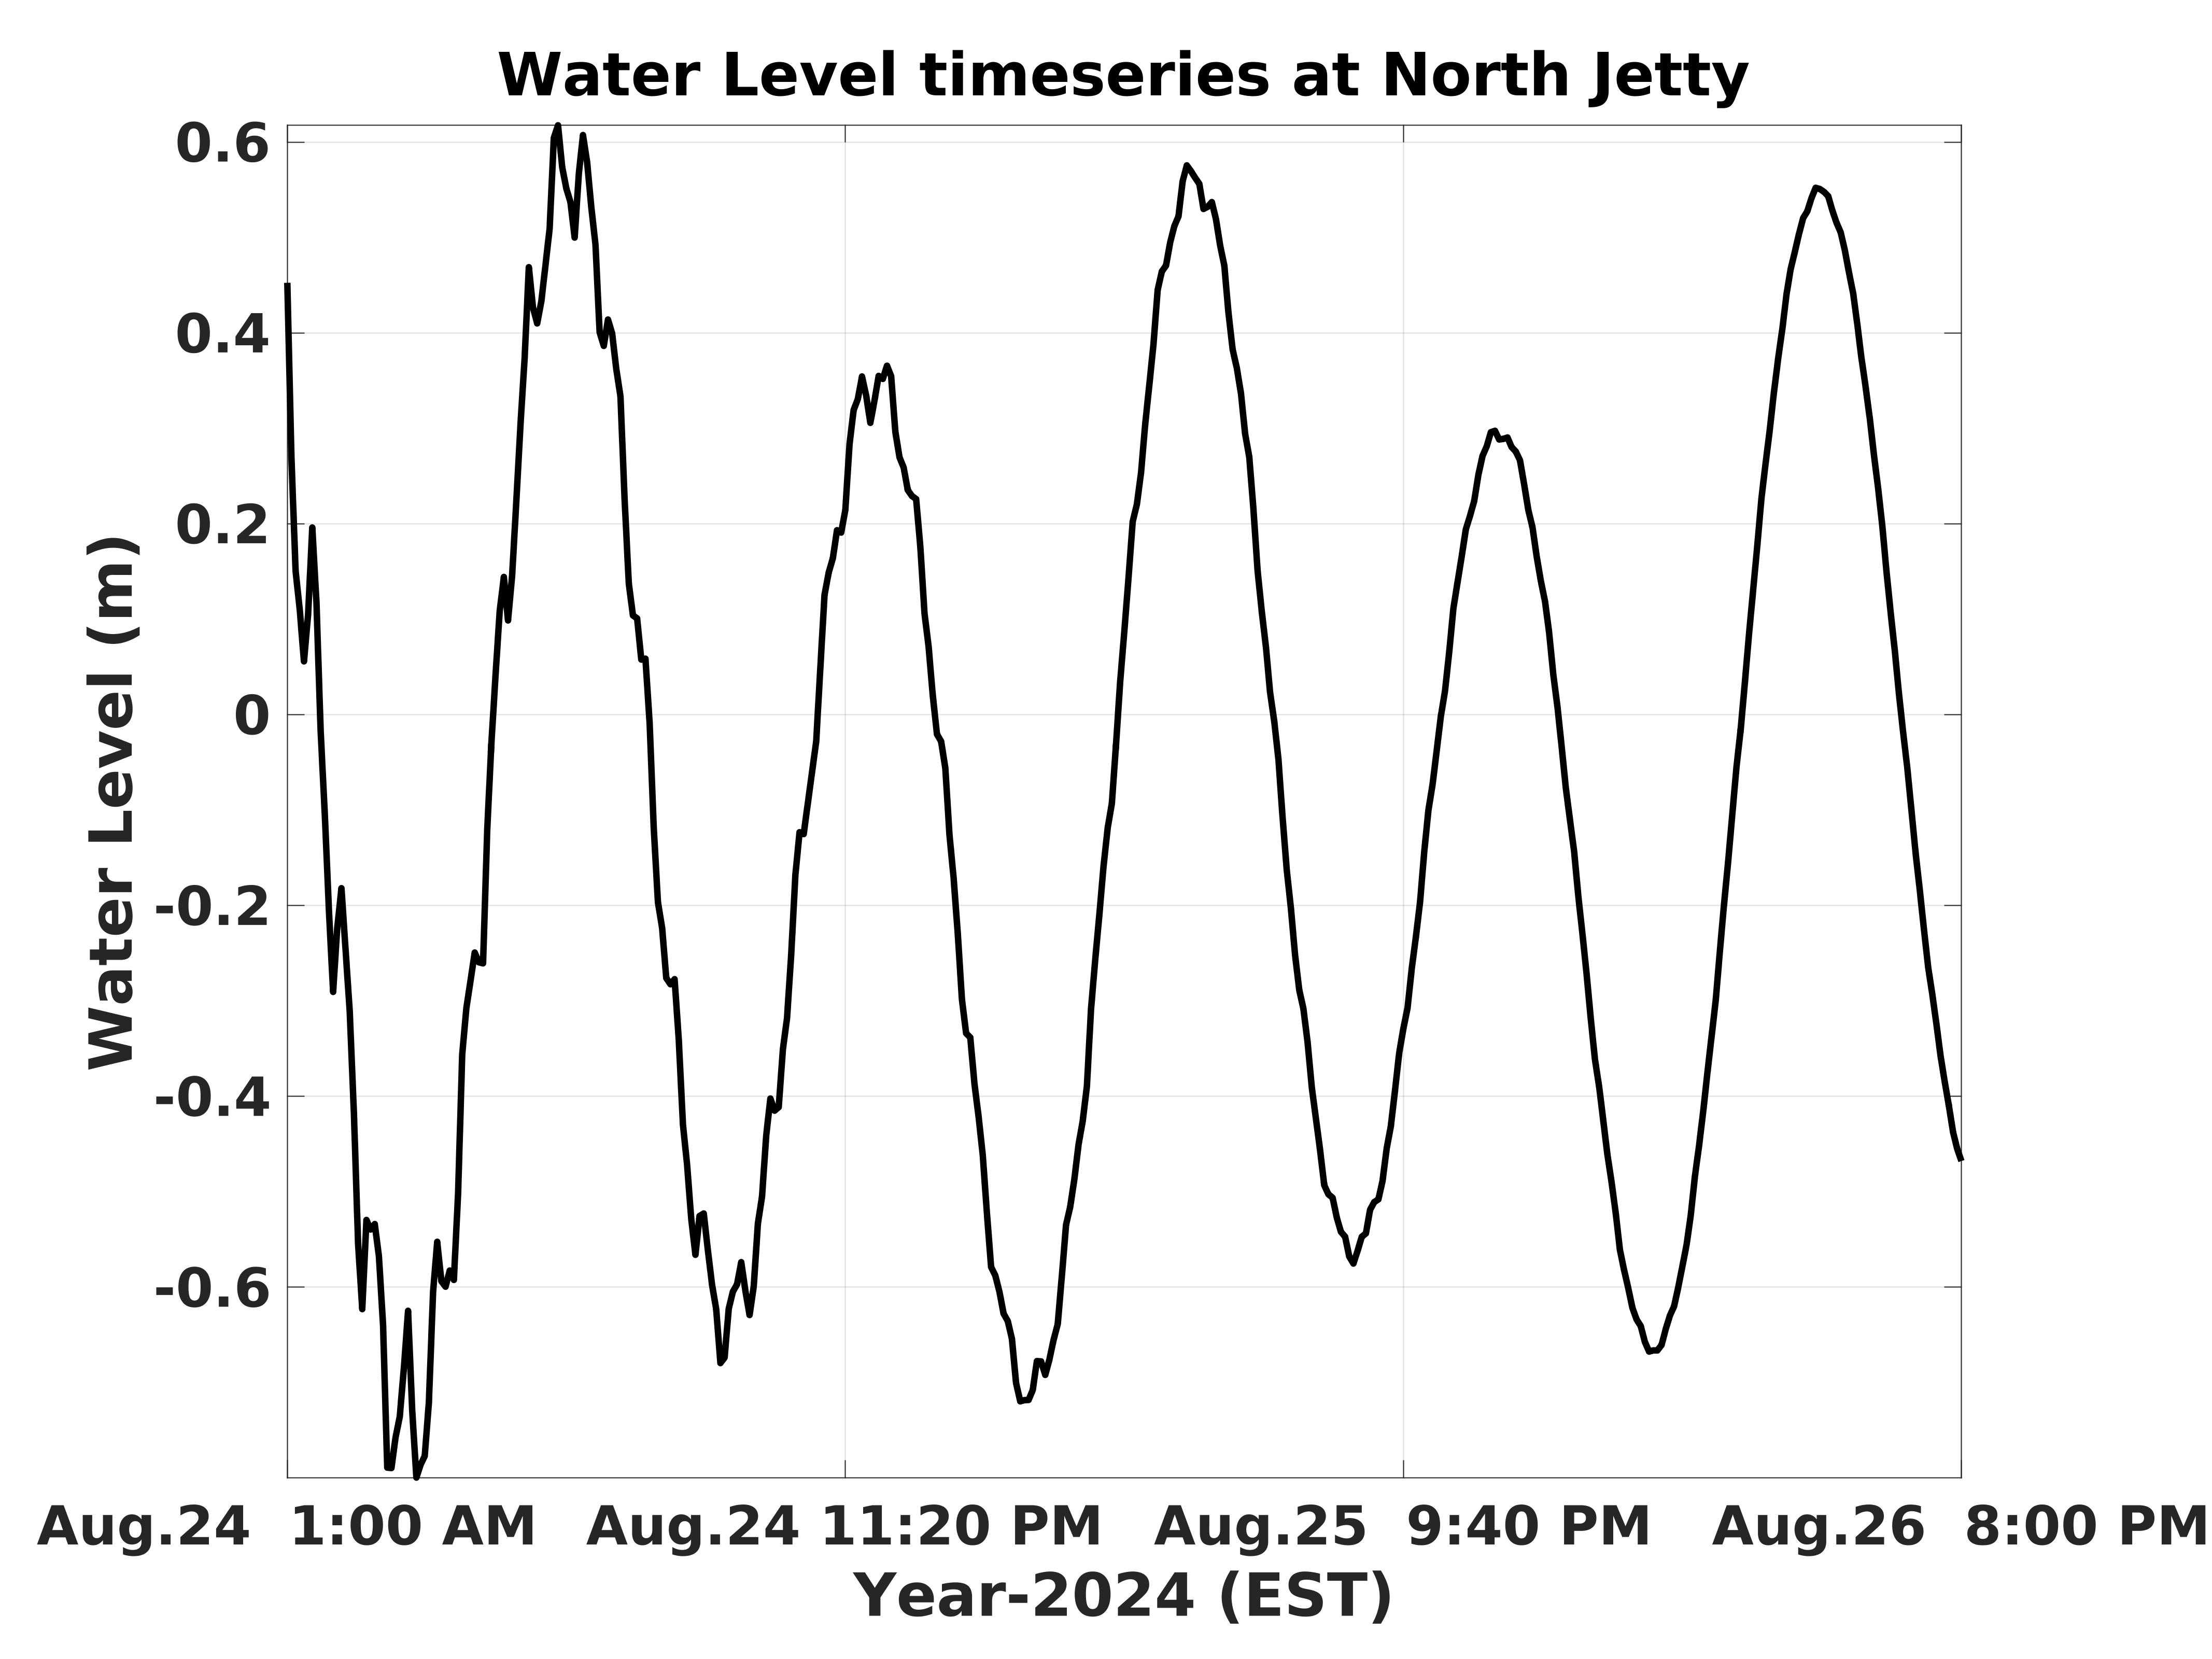 Water Level timeseries at North Jetty
Water Level (m)
0.6
0.4
0.2
0
-0.2
-0.4
-0.6
Aug.24 1:00 AM Aug.24 11:20 PM Aug.25 9:40 PM Aug.26 8:00 PM
Year-2024 (EST)